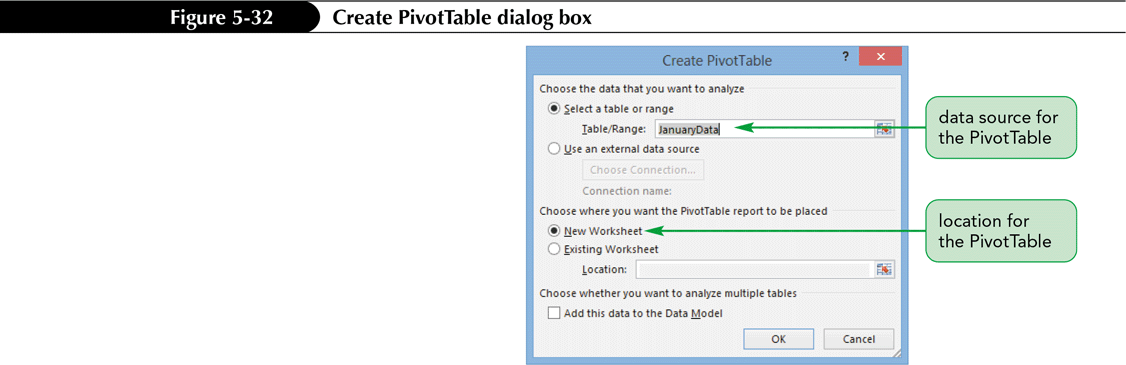 Figure 5-32 Create PivotTable dialog box
Create PivotTable
?
Choose the data that you want to analyze
Select a table or range
Table/Range: JanuaryData
data source for
the PivotTable
Use an external data source
Choose Connection...
Connection name:
Choose where you want the PivotTable report to be placed
New Worksheet
location for
the PivotTable
Existing Worksheet
Location:
Choose whether you want to analyze multiple tables
Add this data to the Data Model
OK Cancel